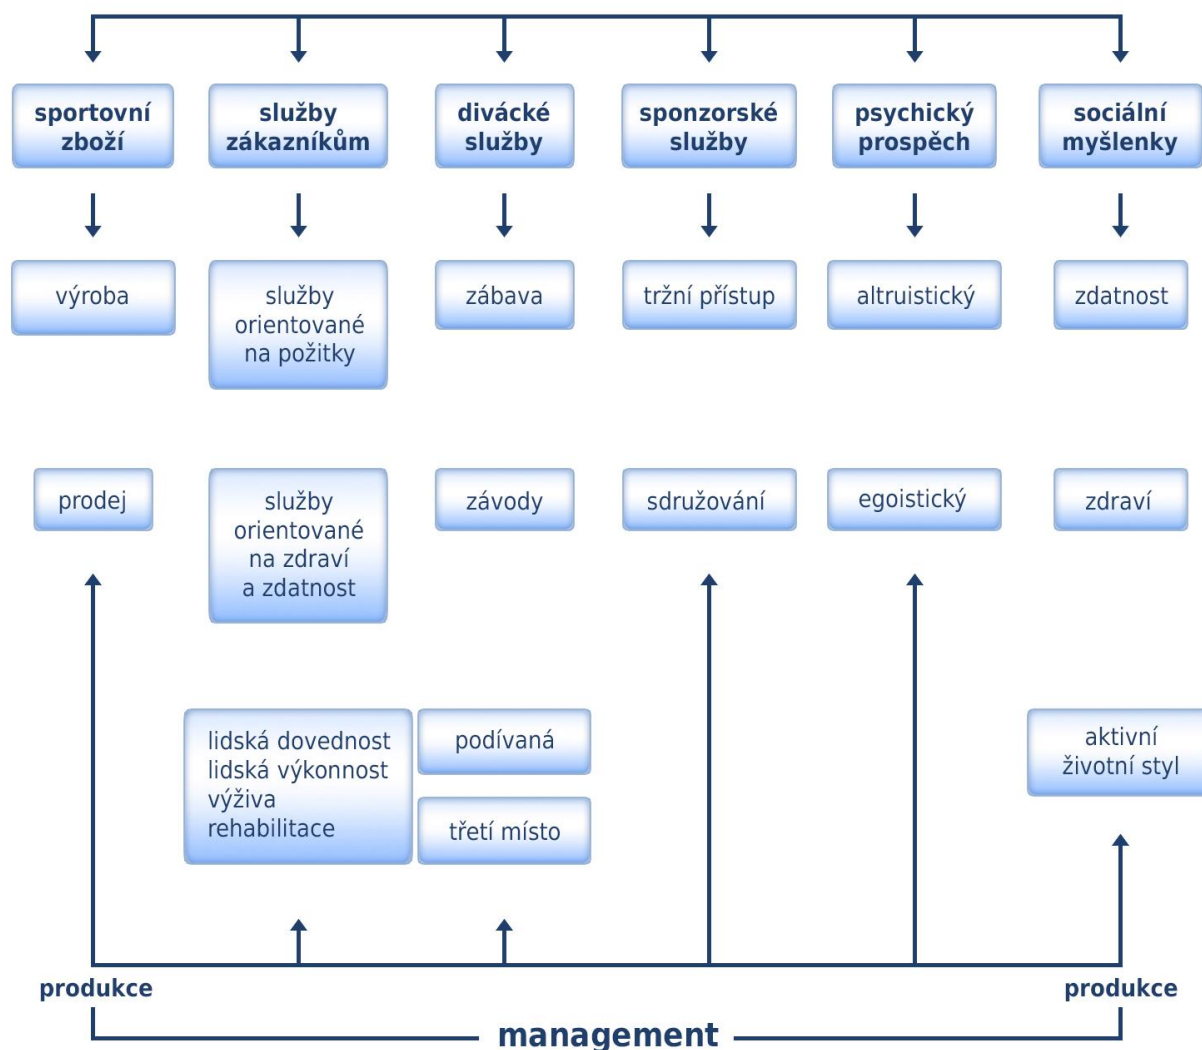 sportovní
zboží
služby
zákazníkům
divácké
služby
sponzorské
služby
psychický
prospěch
sociální
myšlenky
výroba
služby
orientované
na požitky
zábava
tržní přístup
altruistický
zdatnost
prodej
služby
orientované
na zdraví
a zdatnost
závody
sdružování
egoistický
zdraví
lidská dovednost
lidská výkonnost
výživa
rehabilitace
podívaná
třetí místo
aktivní
životní styl
produkce
produkce
management